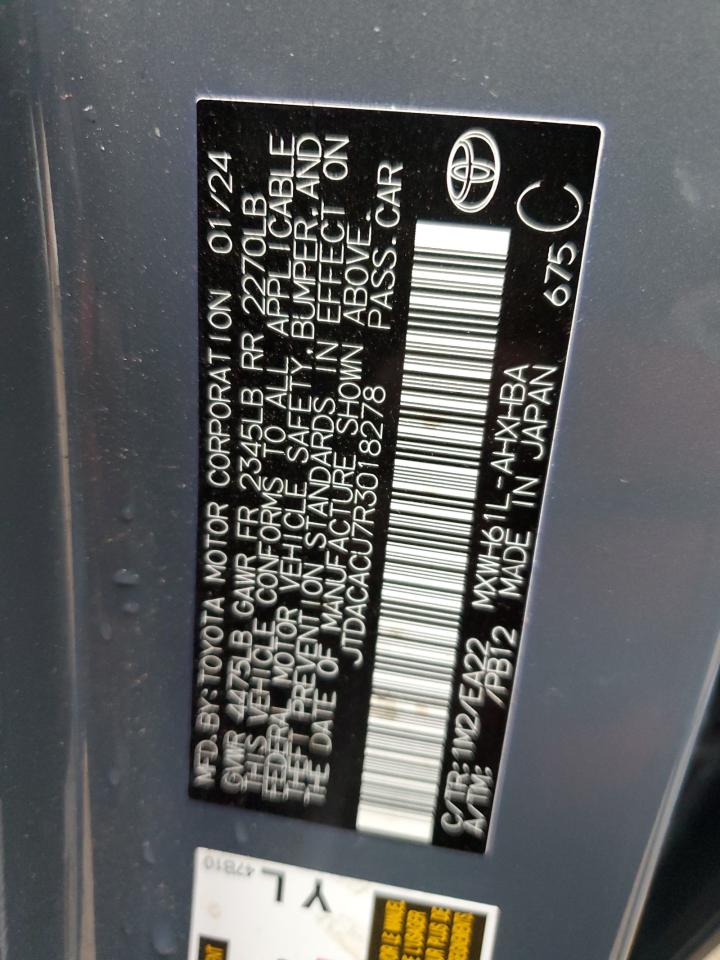 MFD.BY:TOYOTA MOTOR CORPORATION 01/24
GVWR 4475LB GAWR FR 2345LB RR 2270LB
THIS VEHICLE CONFORMS TO ALL APPLICABLE
FEDERAL MOTOR VEHICLE SAFETY,BUMPER,AND
THEFT PREVENTION STANDARDS IN EFFECT ON
THE DATE OF MANUFACTURE SHOWN ABOVE.
JTDACACU7R3018278 PASS.CAR
C/TR:1M2/EA22 MXWH61L-AHXHBA
A/TM: /PB12 MADE IN JAPAN
675 C
47B10
YL